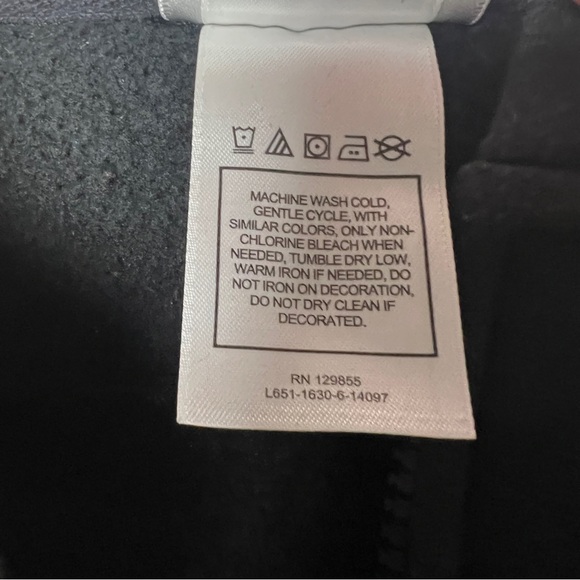 MACHINE WASH COLD,
GENTLE CYCLE, WITH
SIMILAR COLORS, ONLY NON-
CHLORINE BLEACH WHEN
NEEDED, TUMBLE DRY LOW,
WARM IRON IF NEEDED, DO
NOT IRON ON DECORATION,
DO NOT DRY CLEAN IF
DECORATED.
RN 129855
L651-1630-6-14097